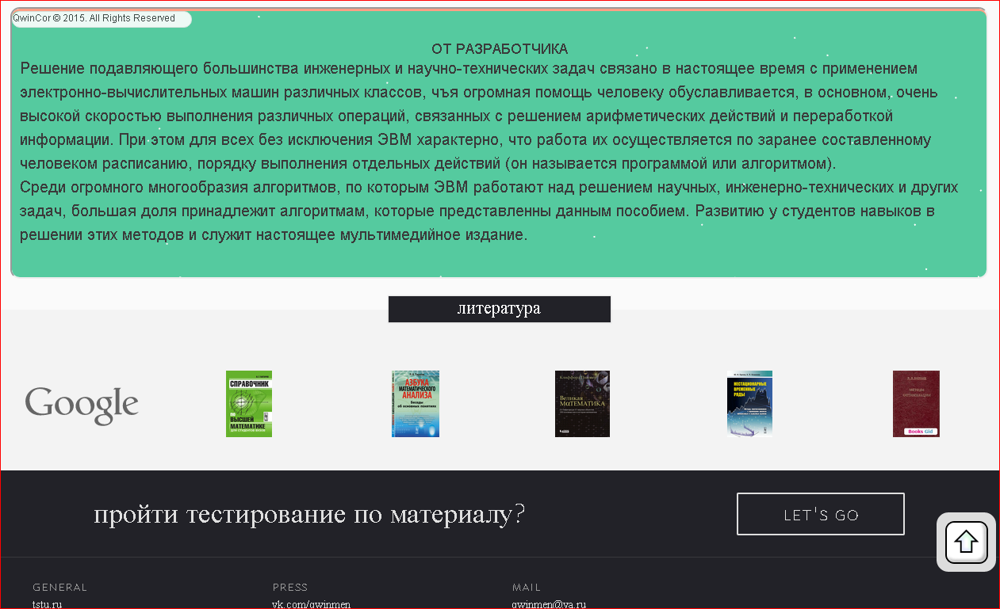 QwinCor © 2015. All Rights Reserved
ОТ РАЗРАБОТЧИКА
Решение подавляющего большинства инженерных и научно-технических задач связано в настоящее время с применением
электронно-вычислительных машин различных классов, чъя огромная помощь человеку обуславливается, в основном, очень
высокой скоростью выполнения различных операций, связанных с решением арифметических действий и переработкой
информации. При этом для всех без исключения ЭВМ характерно, что работа их осуществляется по заранее составленному
человеком расписанию, порядку выполнения отдельных действий (он называется программой или алгоритмом).
Среди огромного многообразия алгоритмов, по которым ЭВМ работают над решением научных, инженерно-технических и других
задач, большая доля принадлежит алгоритмам, которые представленны данным пособием. Развитию у студентов навыков в
решении этих методов и служит настоящее мультимедийное издание.
литература
Google
СПРАВОЧНИК
ПО
ВЫСШЕЙ
МАТЕМАТИКЕ
АЗБУКА
МАТЕМАТИЧЕСКОГО
АНАЛИЗА
Беседы
об основных понятиях
Великая
МАТЕМАТИКА
НЕСТАЦИОНАРНЫЕ
ВРЕМЕННЫЕ
РЯДЫ
МЕТОДЫ
ОПТИМИЗАЦИИ
Books Gid
пройти тестирование по материалу?
LET'S GO
GENERAL
PRESS
MAIL
tstu.ru
vk.com/qwinmen
qwinmen@ya.ru